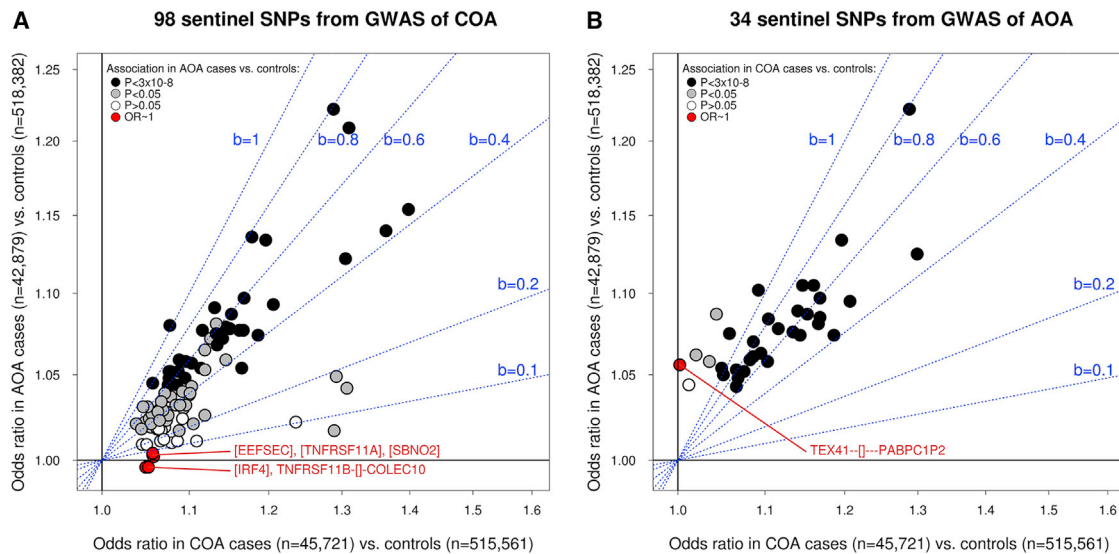 A
98 sentinel SNPs from GWAS of COA
Odds ratio in AOA cases (n=42,879) vs. controls (n=518,382)
1.25
1.20
1.15
1.10
1.05
1.00
Association in AOA cases vs. controls:
P<3x10-8
P<0.05
P>0.05
OR~1
b=1
b=0.8
b=0.6
b=0.4
b=0.2
b=0.1
[EEFSEC], [TNFRSF11A], [SBNO2]
[IRF4], TNFRSF11B-[]-COLEC10
1.0
1.1
1.2
1.3
1.4
1.5
1.6
Odds ratio in COA cases (n=45,721) vs. controls (n=515,561)
B
34 sentinel SNPs from GWAS of AOA
Odds ratio in AOA cases (n=42,879) vs. controls (n=518,382)
1.25
1.20
1.15
1.10
1.05
1.00
Association in COA cases vs. controls:
P<3x10-8
P<0.05
P>0.05
OR~1
b=1
b=0.8
b=0.6
b=0.4
b=0.2
b=0.1
TEX41--[]---PABPC1P2
1.0
1.1
1.2
1.3
1.4
1.5
1.6
Odds ratio in COA cases (n=45,721) vs. controls (n=515,561)